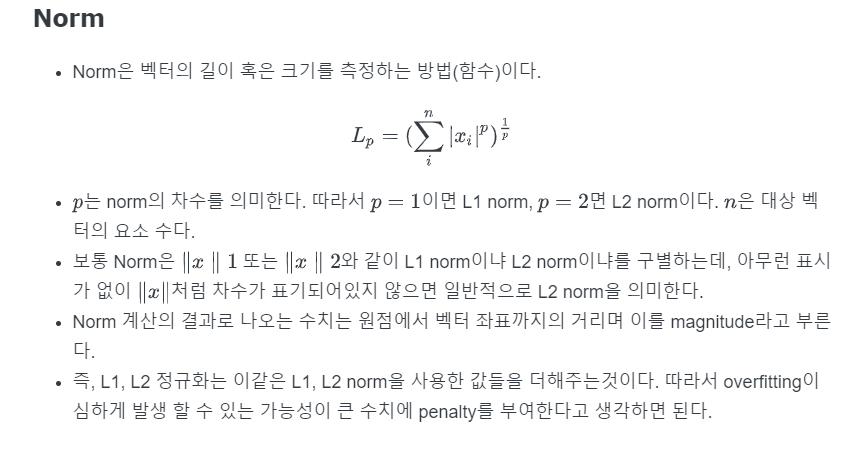 Norm
• Norm은 벡터의 길이 혹은 크기를 측정하는 방법(함수)이다.
L_p = (∑_i^n |x_i|^p)^{1/p}
• p는 norm의 차수를 의미한다. 따라서 p = 1이면 L1 norm, p = 2면 L2 norm이다. n은 대상 벡
터의 요소 수다.
• 보통 Norm은 ∥x ∥ 1 또는 ∥x ∥ 2와 같이 L1 norm이냐 L2 norm이냐를 구별하는데, 아무런 표시
가 없이 ∥x∥처럼 차수가 표기되어있지 않으면 일반적으로 L2 norm을 의미한다.
• Norm 계산의 결과로 나오는 수치는 원점에서 벡터 좌표까지의 거리며 이를 magnitude라고 부른
다.
• 즉, L1, L2 정규화는 이같은 L1, L2 norm을 사용한 값들을 더해주는것이다. 따라서 overfitting이
심하게 발생 할 수 있는 가능성이 큰 수치에 penalty를 부여한다고 생각하면 된다.